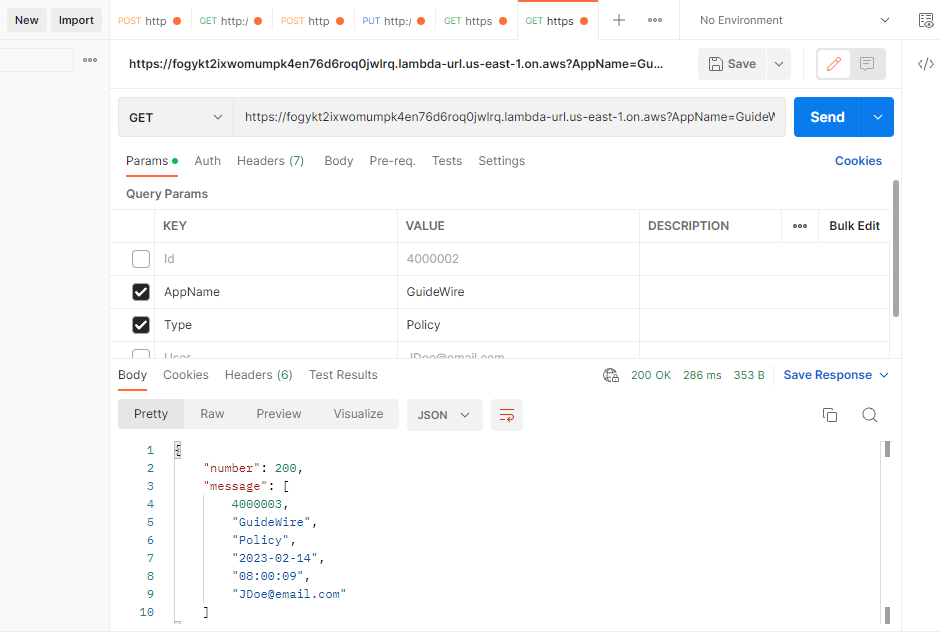 New Import POST http GET http:/ POST http PUT http:/ GET https GET https No Environment
https://fogykt2ixwomumpk4en76d6roq0jwlrq.lambda-url.us-east-1.on.aws?AppName=Gu... Save
GET https://fogykt2ixwomumpk4en76d6roq0jwlrq.lambda-url.us-east-1.on.aws?AppName=GuideW Send
Params Auth Headers (7) Body Pre-req. Tests Settings Cookies
Query Params
KEY VALUE DESCRIPTION Bulk Edit
Id 4000002
AppName GuideWire
Type Policy
User JDoe@email.com
Body Cookies Headers (6) Test Results 200 OK 286 ms 353 B Save Response
Pretty Raw Preview Visualize JSON
1 {
2 "number": 200,
3 "message": [
4 4000003,
5 "GuideWire",
6 "Policy",
7 "2023-02-14",
8 "08:00:09",
9 "JDoe@email.com"
10 ]